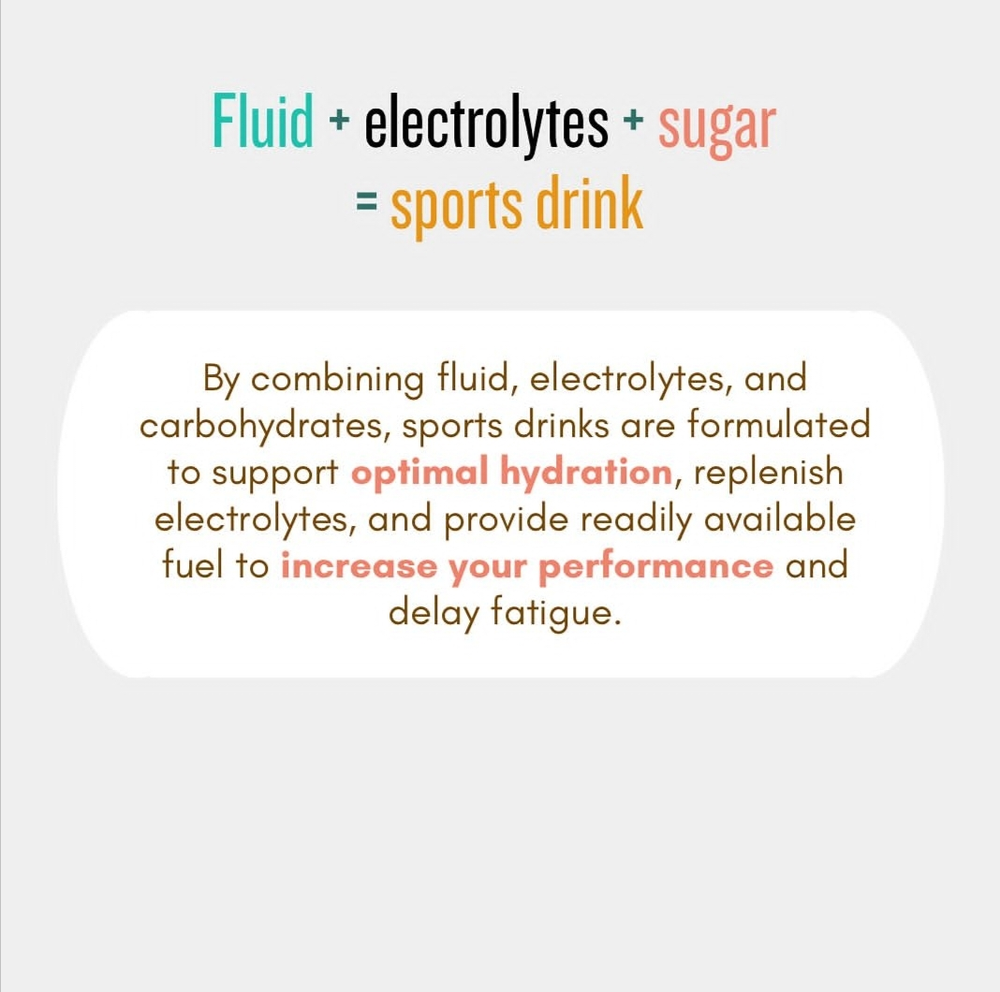 Fluid + electrolytes + sugar
= sports drink
By combining fluid, electrolytes, and
carbohydrates, sports drinks are formulated
to support optimal hydration, replenish
electrolytes, and provide readily available
fuel to increase your performance and
delay fatigue.